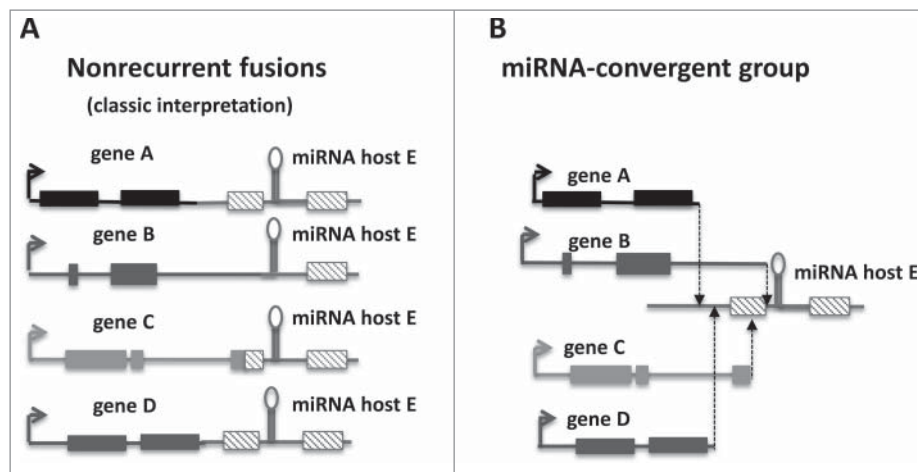 A
Nonrecurrent fusions
(classic interpretation)
gene A
miRNA host E
gene B
miRNA host E
gene C
miRNA host E
gene D
miRNA host E
B
miRNA-convergent group
gene A
gene B
miRNA host E
gene C
gene D